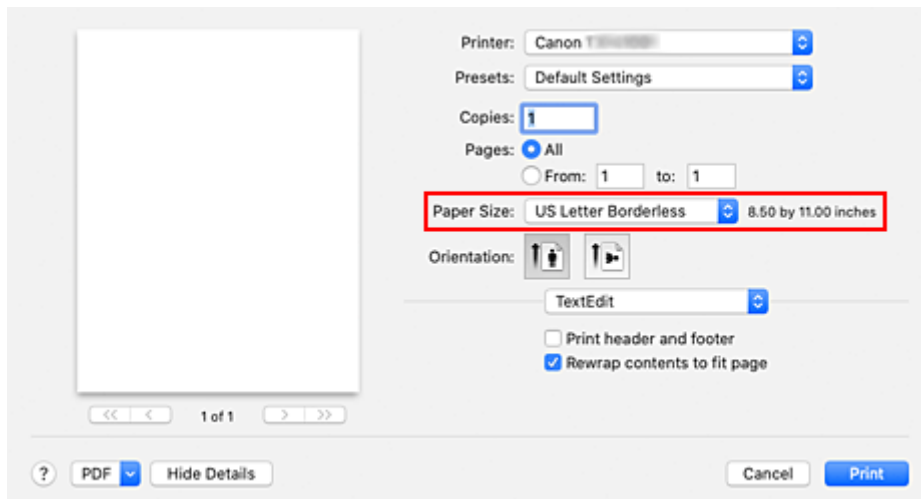 Printer: Canon
Presets: Default Settings
Copies: 1
Pages: All
From: 1 to: 1
Paper Size: US Letter Borderless 8.50 by 11.00 inches
Orientation:
TextEdit
Print header and footer
Rewrap contents to fit page
<< < 1 of 1 > >>
? PDF Hide Details Cancel Print